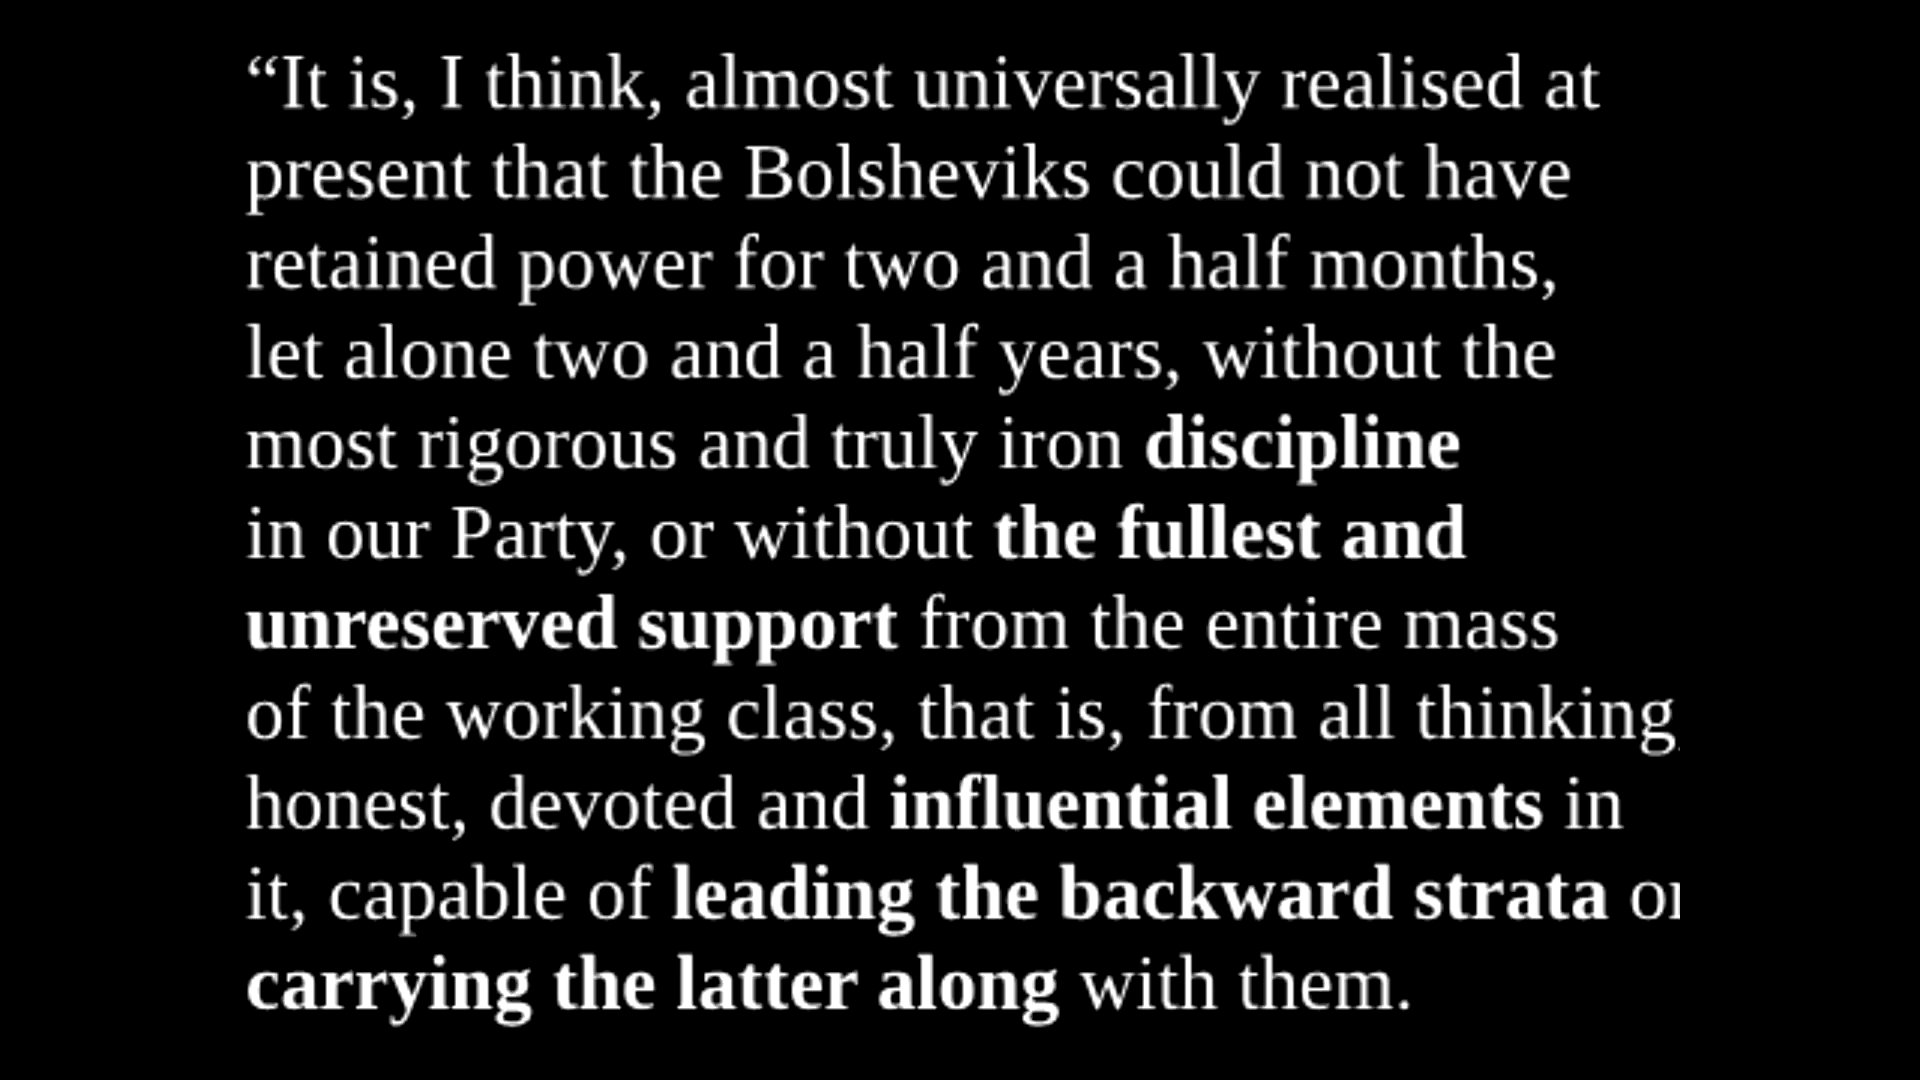 “It is, I think, almost universally realised at
present that the Bolsheviks could not have
retained power for two and a half months,
let alone two and a half years, without the
most rigorous and truly iron discipline
in our Party, or without the fullest and
unreserved support from the entire mass
of the working class, that is, from all thinking,
honest, devoted and influential elements in
it, capable of leading the backward strata or
carrying the latter along with them.